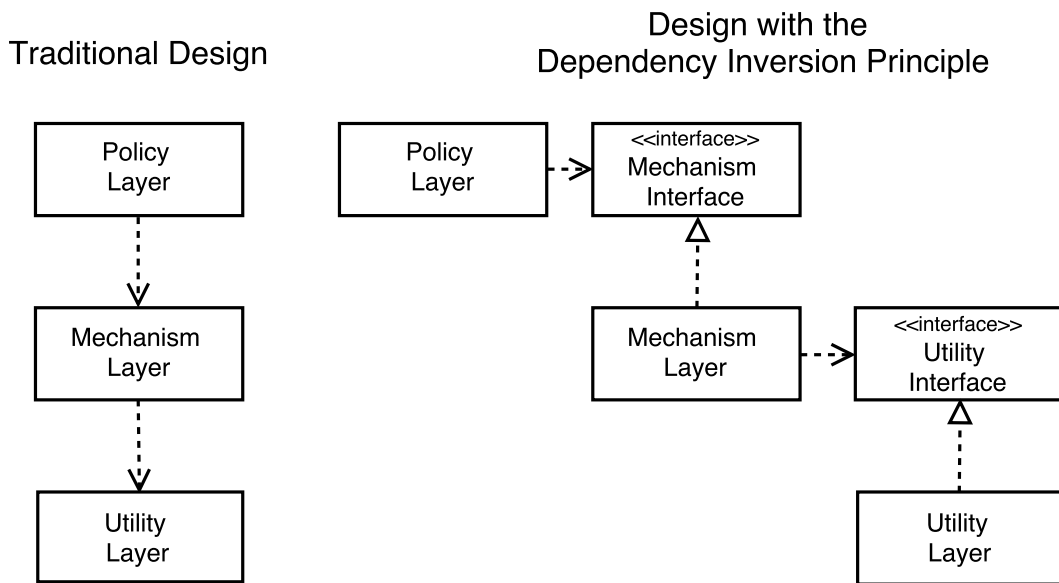 Traditional Design
Policy
Layer
Mechanism
Layer
Utility
Layer
Design with the
Dependency Inversion Principle
Policy
Layer
<<interface>>
Mechanism
Interface
Mechanism
Layer
<<interface>>
Utility
Interface
Utility
Layer